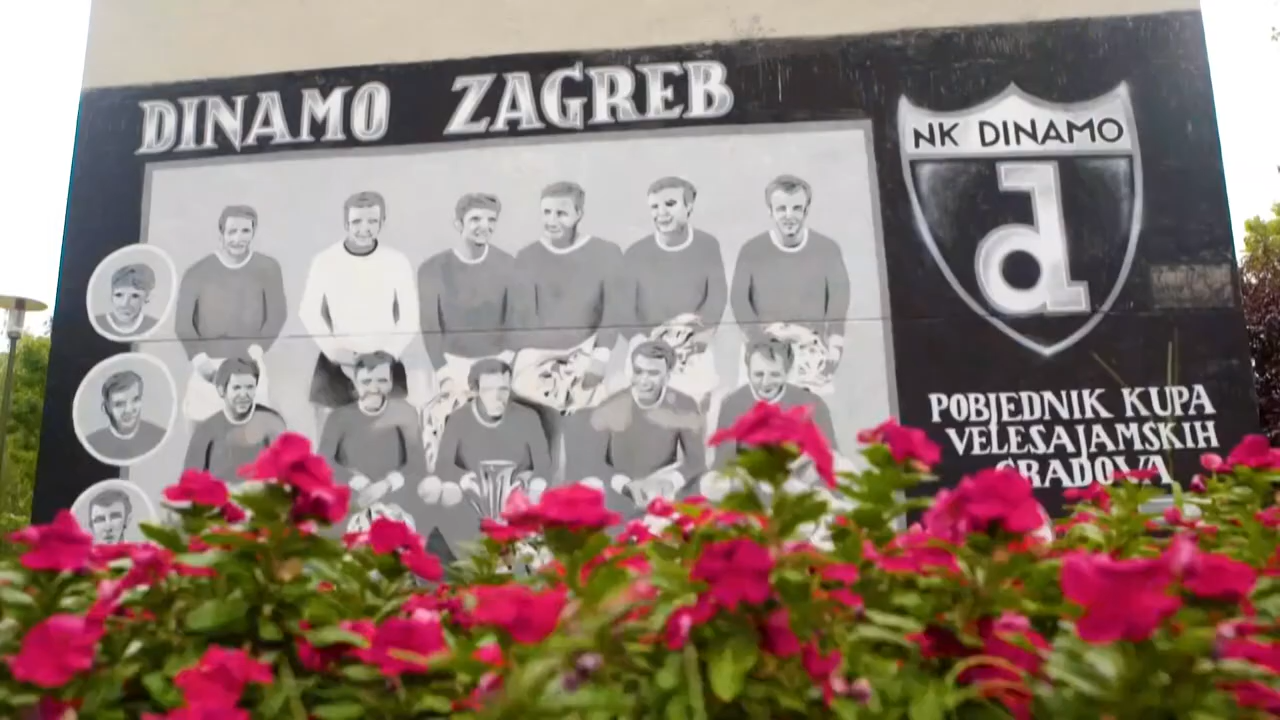 DINAMO ZAGREB
NK DINAMO
d
POBJEDNIK KUPA
VELESAJAMSKIH
GRADOVA